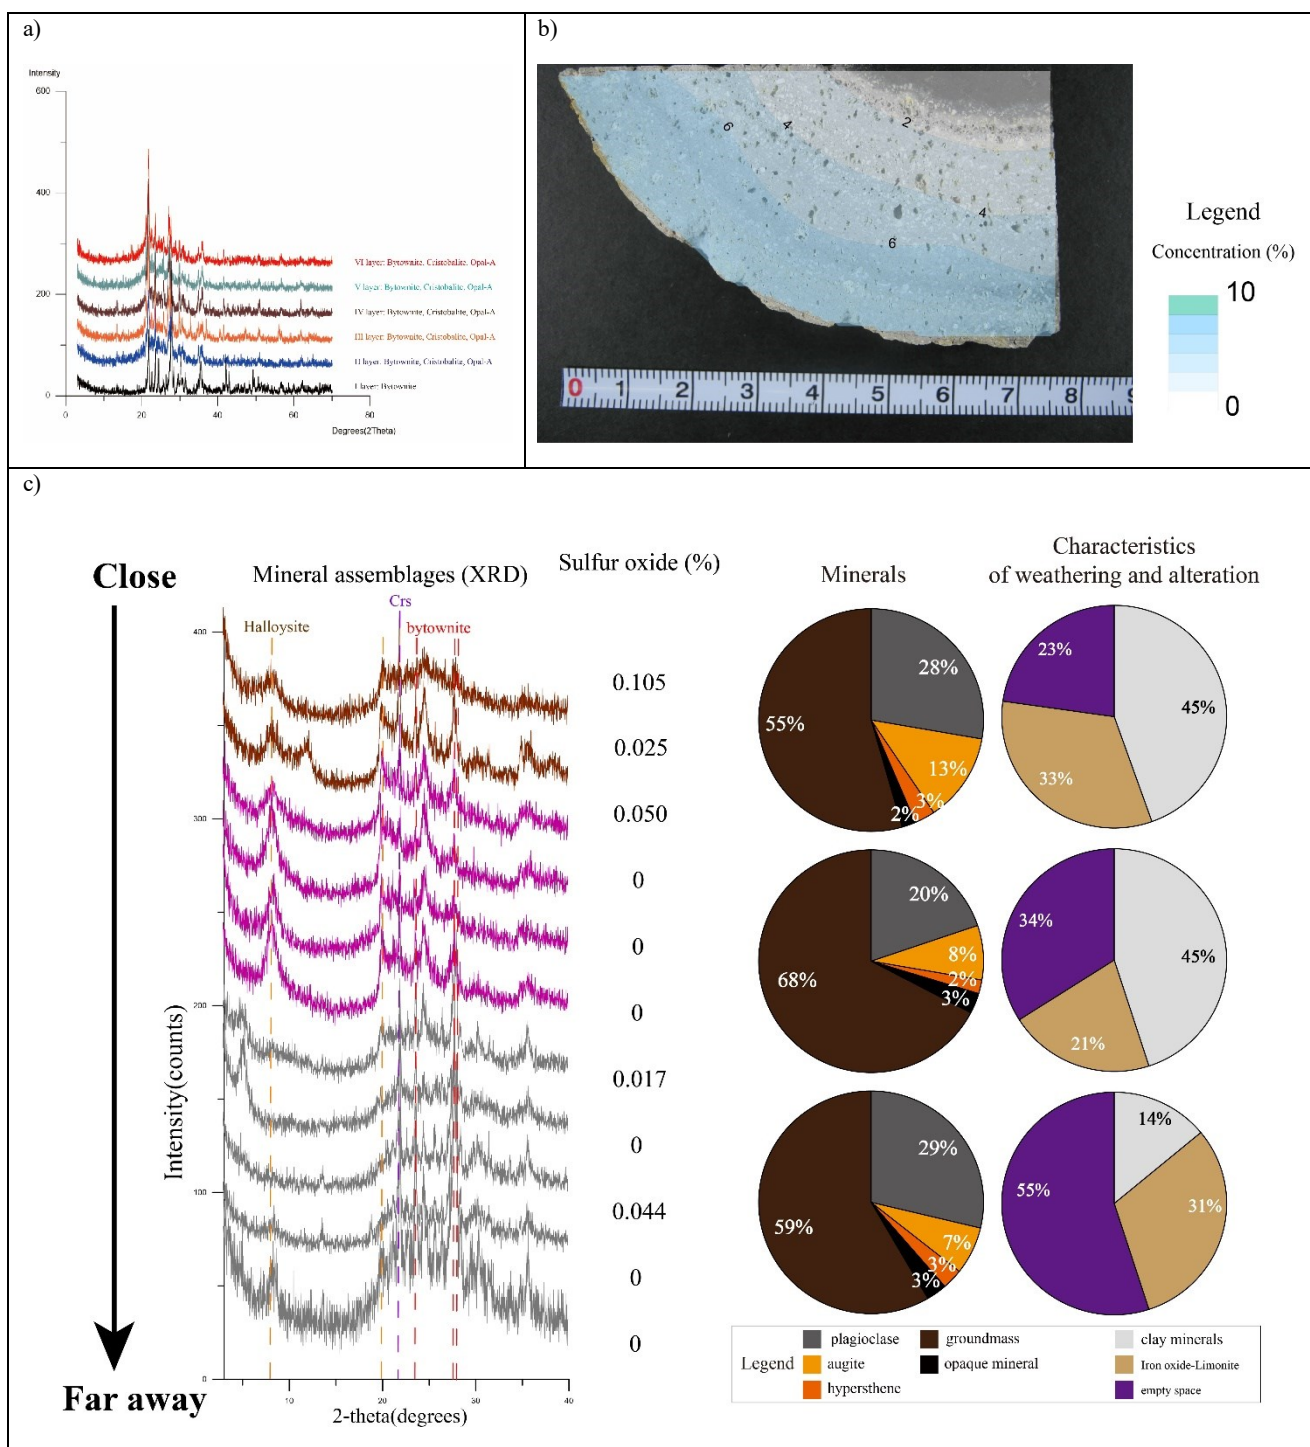 a)
Intensity
600
400
200
0
VI layer: Bytownite, Cristobalite, Opal-A
V layer: Bytownite, Cristobalite, Opal-A
IV layer: Bytownite, Cristobalite, Opal-A
III layer: Bytownite, Cristobalite, Opal-A
II layer: Bytownite, Cristobalite, Opal-A
I layer: Bytownite
0 20 40 60 80
Degrees(2Theta)
b)
2
4
6
4
6
0 1 2 3 4 5 6 7 8 9
Legend
Concentration (%)
10
0
c)
Close
Far away
Mineral assemblages (XRD)
Crs
Halloysite
bytownite
400
300
200
100
0
Intensity(counts)
10 20 30 40
2-theta(degrees)
Sulfur oxide (%)
0.105
0.025
0.050
0
0
0
0.017
0
0.044
0
0
Minerals
28%
55%
13%
3%
2%
20%
8%
68%
2%
3%
29%
59%
7%
3%
3%
Characteristics
of weathering and alteration
23%
45%
33%
34%
45%
21%
14%
55%
31%
Legend
plagioclase
groundmass
clay minerals
augite
opaque mineral
Iron oxide-Limonite
hypersthene
empty space